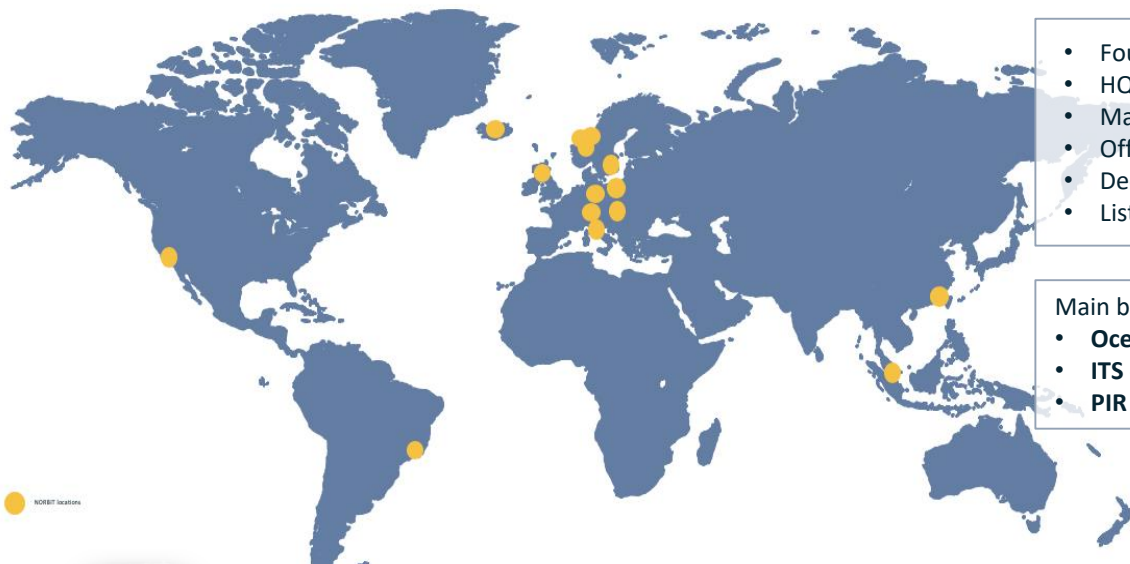 • Fou
• HQ
• Ma
• Off
• De
• List
Main b
• Oce
• ITS
• PIR
NORBIT locations